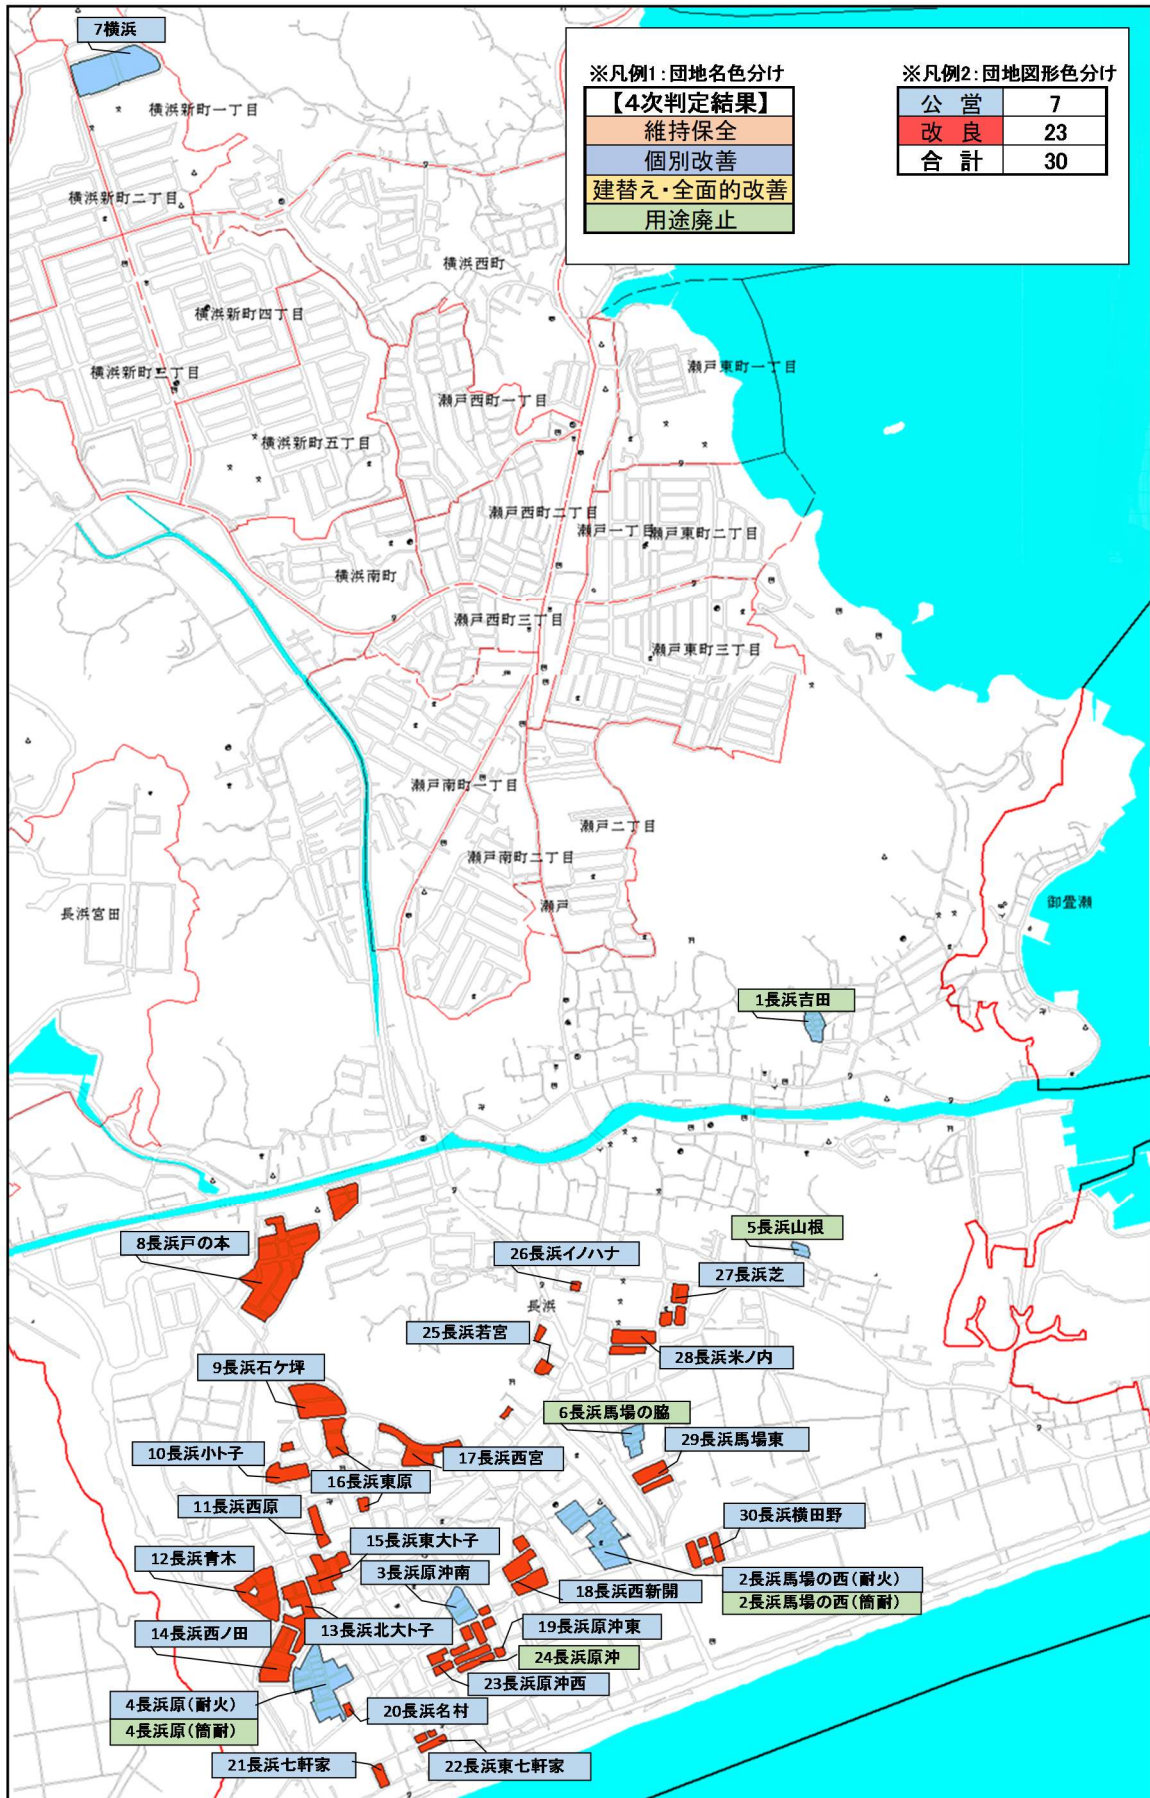 7横浜
※凡例1:団地名色分け
【4次判定結果】
維持保全
個別改善
建替え・全面的改善
用途廃止
※凡例2:団地図形色分け
公 営 7
改 良 23
合 計 30
横浜新町一丁目
横浜新町二丁目
横浜西町
横浜新町四丁目
横浜新町三丁目
瀬戸東町一丁目
瀬戸西町一丁目
横浜新町五丁目
瀬戸西町二丁目
瀬戸一丁目
瀬戸東町二丁目
横浜南町
瀬戸西町三丁目
瀬戸東町三丁目
瀬戸南町一丁目
瀬戸二丁目
瀬戸南町二丁目
瀬戸
長浜宮田
御畳瀬
1長浜吉田
5長浜山根
8長浜戸の本
26長浜イノハナ
27長浜芝
長浜
25長浜若宮
28長浜米ノ内
9長浜石ケ坪
6長浜馬場の脇
29長浜馬場東
10長浜小ト子
17長浜西宮
16長浜東原
11長浜西原
30長浜横田野
15長浜東大ト子
12長浜青木
3長浜原沖南
18長浜西新開
2長浜馬場の西(耐火)
2長浜馬場の西(簡耐)
14長浜西ノ田
13長浜北大ト子
19長浜原沖東
24長浜原沖
23長浜原沖西
4長浜原(耐火)
4長浜原(簡耐)
20長浜名村
21長浜七軒家
22長浜東七軒家